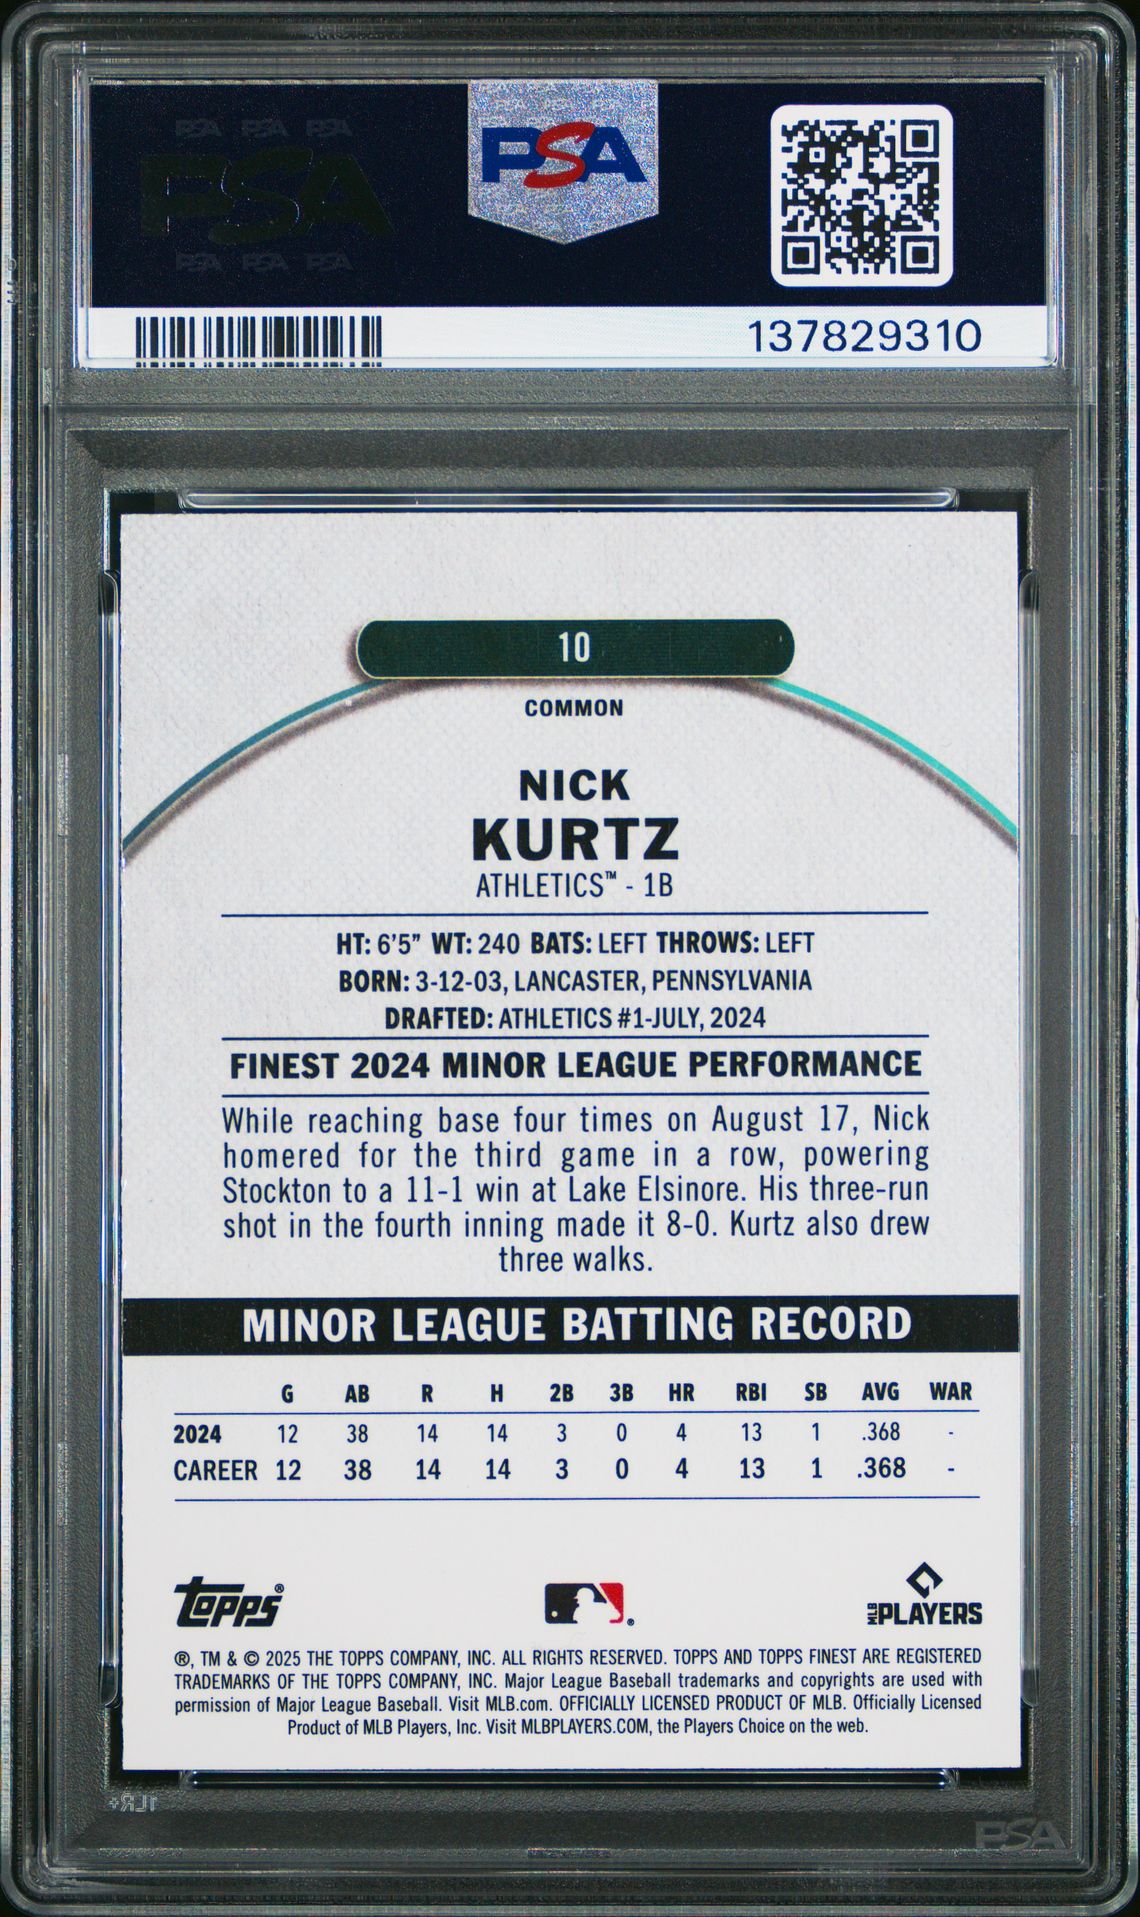 PSA PSA PSA
PSA
PSA PSA PSA
PSA
137829310
10
COMMON
NICK
KURTZ
ATHLETICS™ - 1B
HT: 6'5" WT: 240 BATS: LEFT THROWS: LEFT
BORN: 3-12-03, LANCASTER, PENNSYLVANIA
DRAFTED: ATHLETICS #1-JULY, 2024
FINEST 2024 MINOR LEAGUE PERFORMANCE
While reaching base four times on August 17, Nick
homered for the third game in a row, powering
Stockton to a 11-1 win at Lake Elsinore. His three-run
shot in the fourth inning made it 8-0. Kurtz also drew
three walks.
MINOR LEAGUE BATTING RECORD
G AB R H 2B 3B HR RBI SB AVG WAR
2024 12 38 14 14 3 0 4 13 1 .368 -
CAREER 12 38 14 14 3 0 4 13 1 .368 -
Topps®
®
MLB PLAYERS
®, TM & © 2025 THE TOPPS COMPANY, INC. ALL RIGHTS RESERVED. TOPPS AND TOPPS FINEST ARE REGISTERED
TRADEMARKS OF THE TOPPS COMPANY, INC. Major League Baseball trademarks and copyrights are used with
permission of Major League Baseball. Visit MLB.com. OFFICIALLY LICENSED PRODUCT OF MLB. Officially Licensed
Product of MLB Players, Inc. Visit MLBPLAYERS.COM, the Players Choice on the web.
PSA